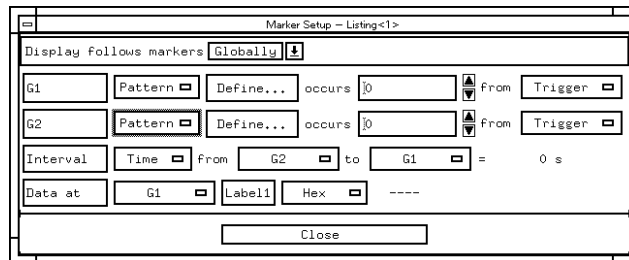 Marker Setup — Listing<1>
Display follows markers Globally
G1 Pattern Define... occurs 0 from Trigger
G2 Pattern Define... occurs 0 from Trigger
Interval Time from G2 to G1 = 0 s
Data at G1 Label1 Hex ----
Close